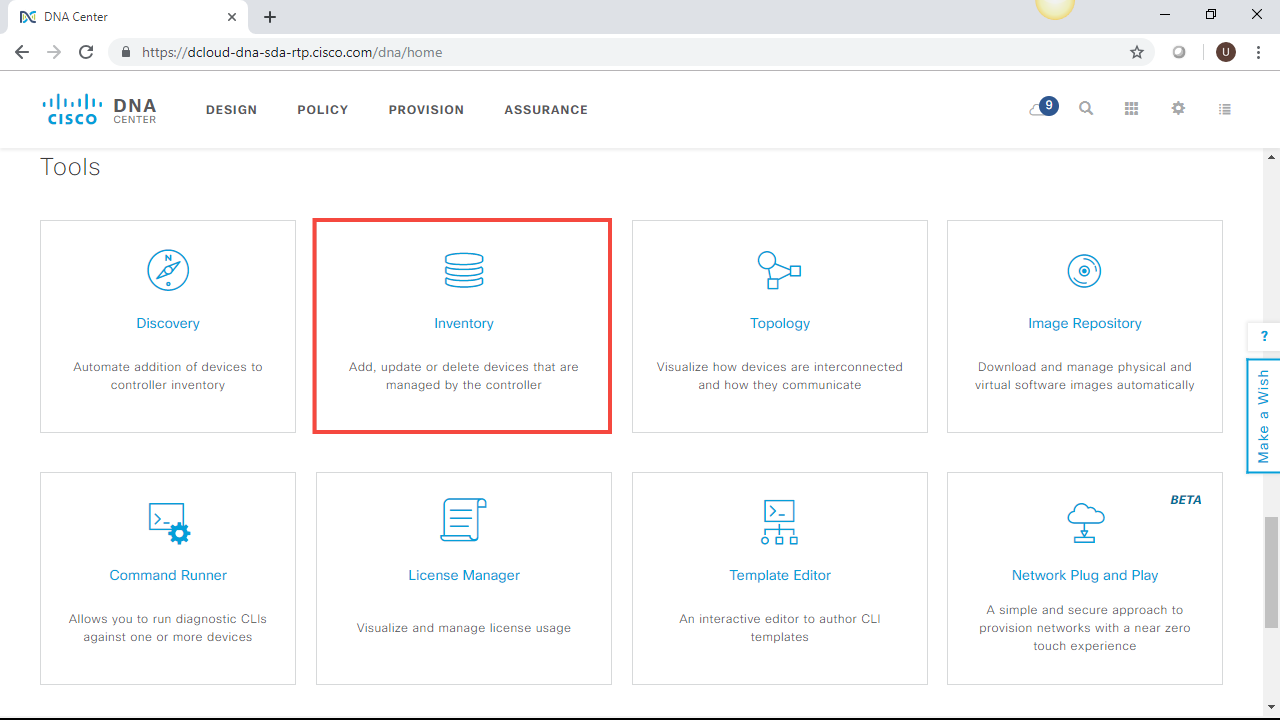 DNA Center
https://dcloud-dna-sda-rtp.cisco.com/dna/home
U
CISCO
DNA
CENTER
DESIGN
POLICY
PROVISION
ASSURANCE
9
Tools
N
Discovery
Automate addition of devices to
controller inventory
Inventory
Add, update or delete devices that are
managed by the controller
Topology
Visualize how devices are interconnected
and how they communicate
Image Repository
Download and manage physical and
virtual software images automatically
?
Make a Wish
Command Runner
Allows you to run diagnostic CLIs
against one or more devices
License Manager
Visualize and manage license usage
Template Editor
An interactive editor to author CLI
templates
BETA
Network Plug and Play
A simple and secure approach to
provision networks with a near zero
touch experience